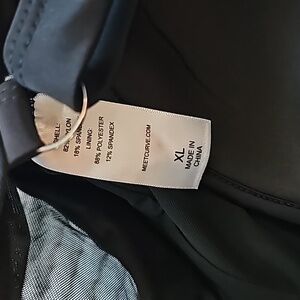 SHELL:
82% NYLON
18% SPANDEX
LINING:
88% POLYESTER
12% SPANDEX
MEETCURVE.COM
XL
MADE IN
CHINA